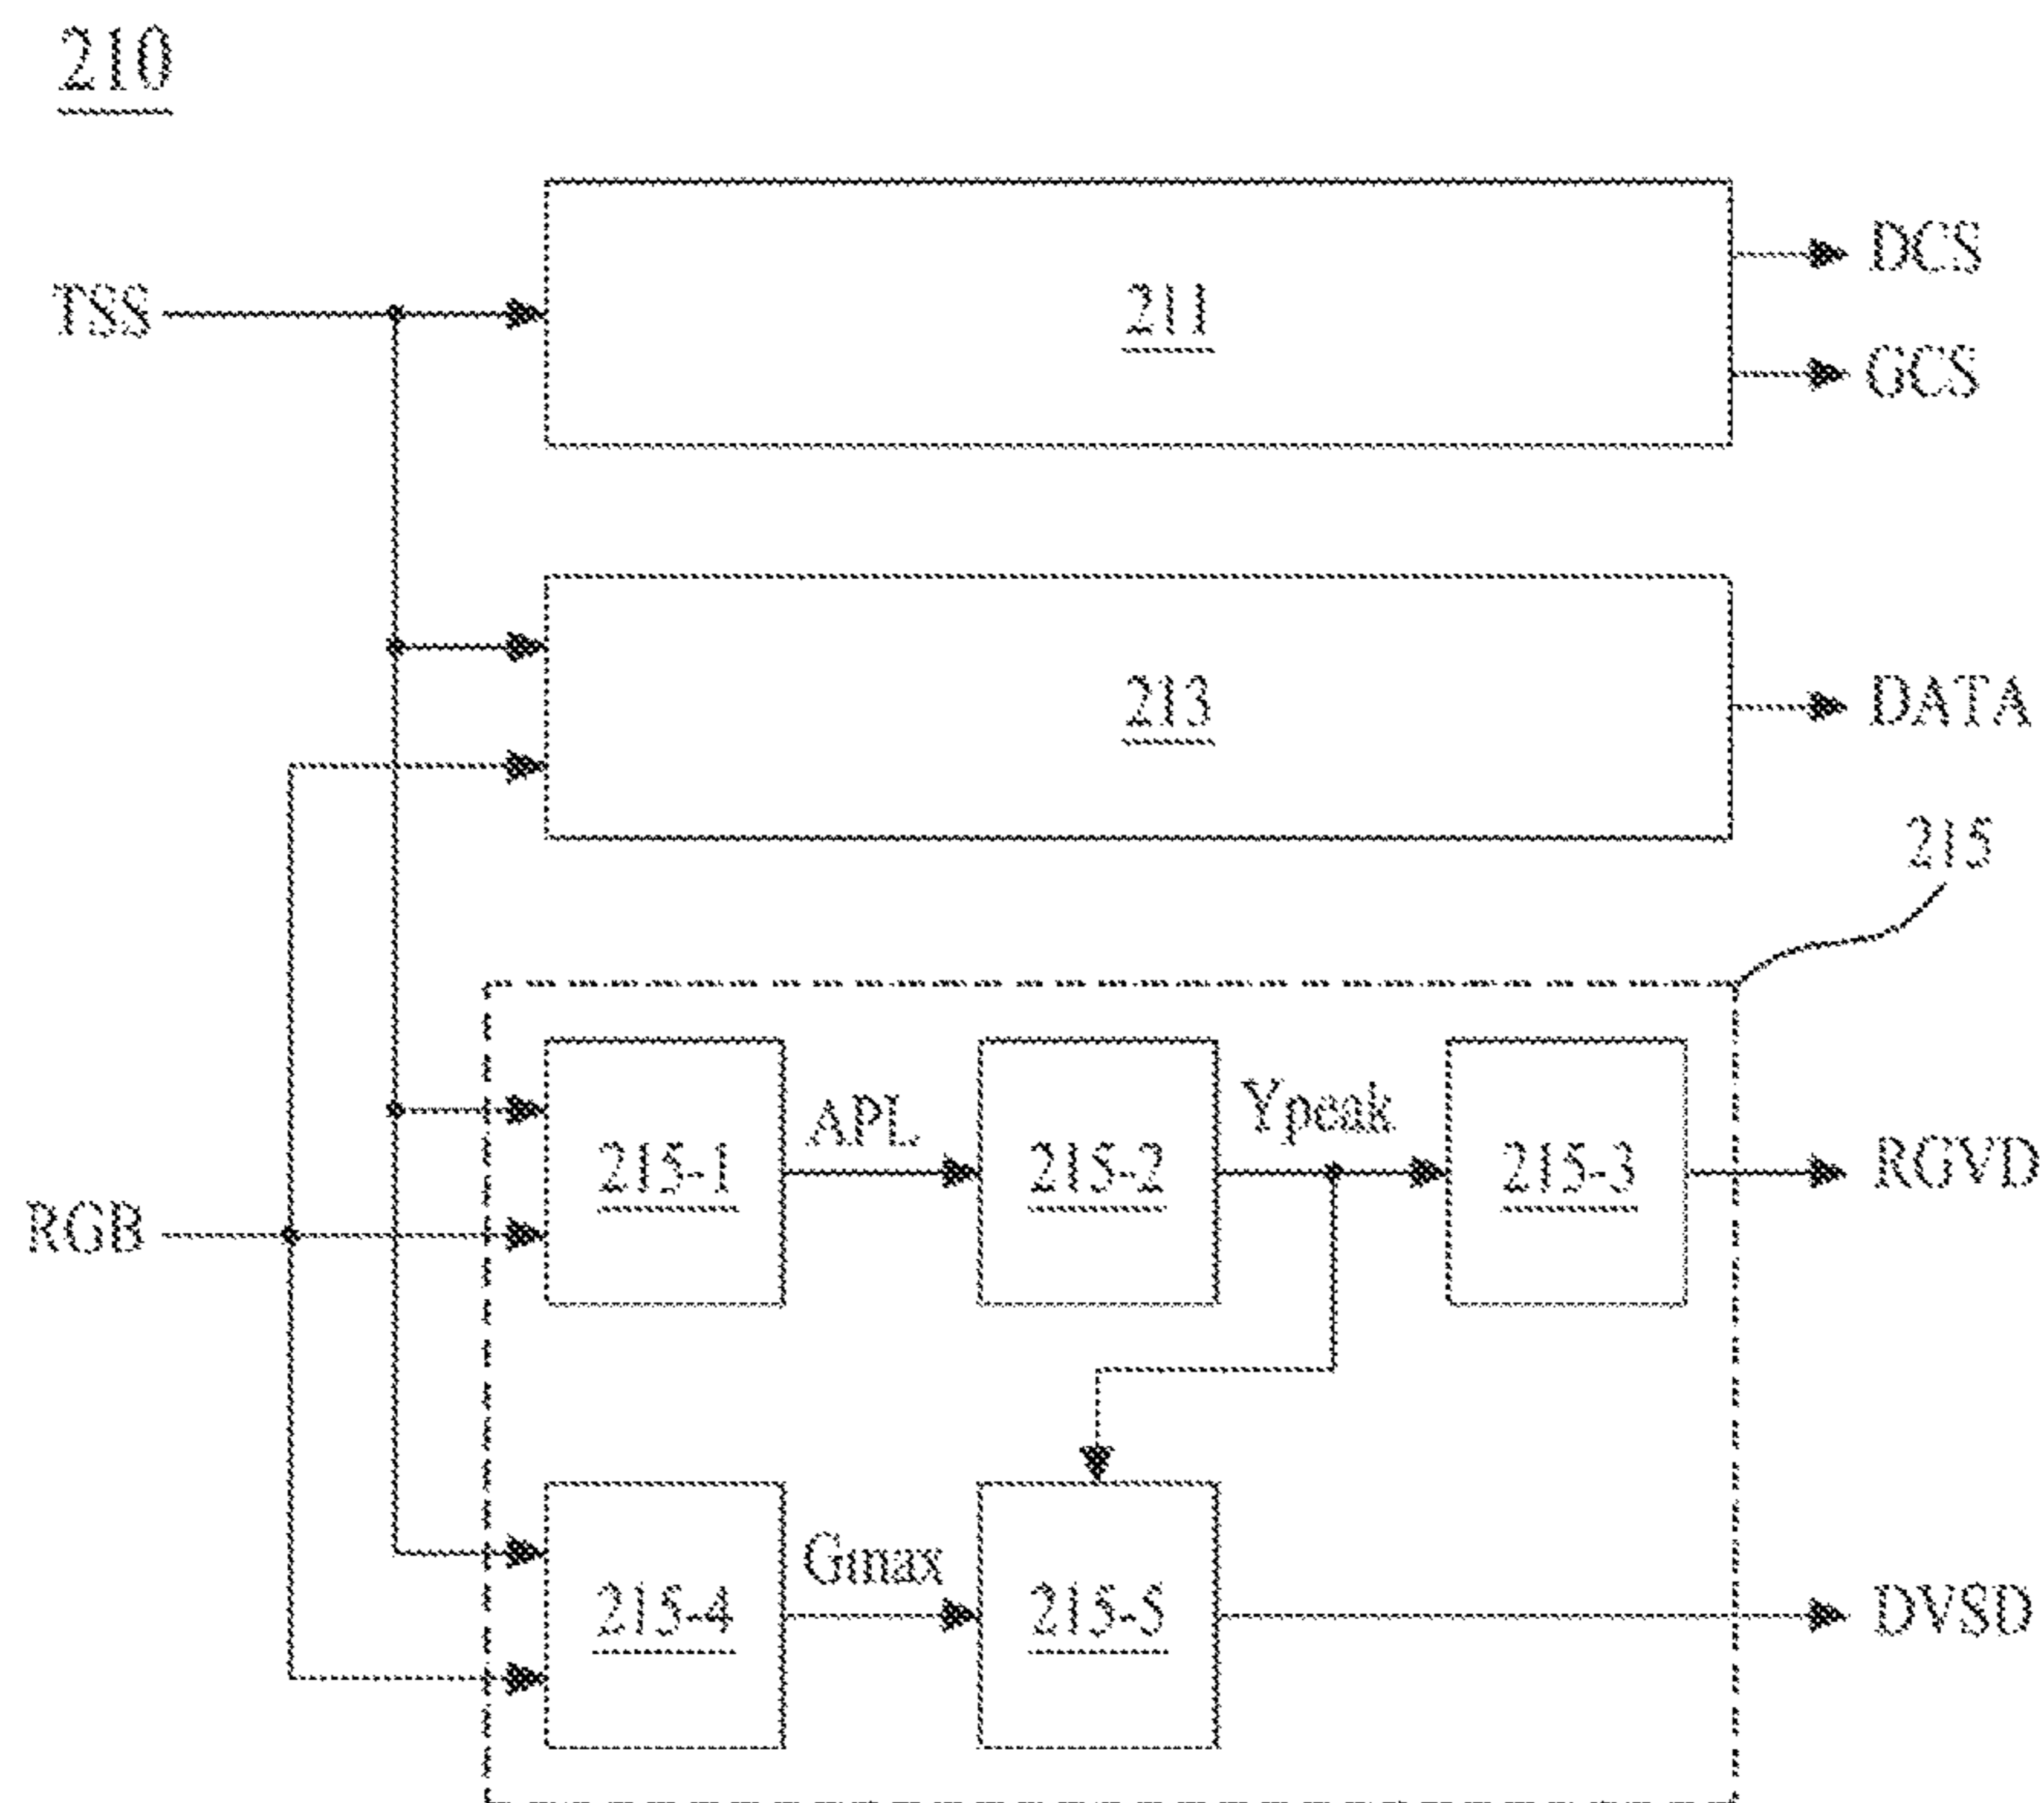 210
TSS
211
DCS
GCS
213
DATA
215
215-1
APL
215-2
Ypeak
215-3
RGVD
RGB
215-4
Gmax
215-5
DVSD